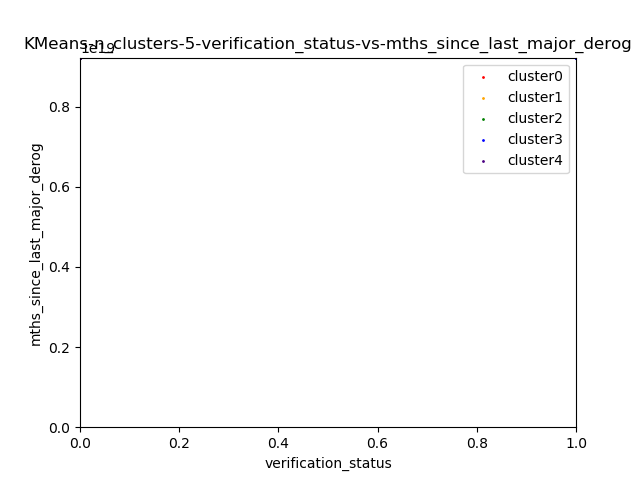 KMeans-n_clusters-5-verification_status-vs-mths_since_last_major_derog
1e19
cluster0
cluster1
cluster2
cluster3
cluster4
mths_since_last_major_derog
0.8
0.6
0.4
0.2
0.0
0.0 0.2 0.4 0.6 0.8 1.0
verification_status